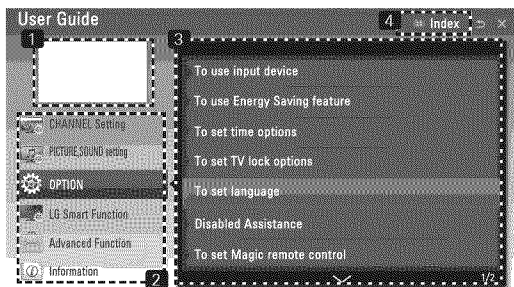 User Guide
4
Index
1
3
To use input device
To use Energy Saving feature
To set time options
To set TV lock options
To set language
Disabled Assistance
To set Magic remote control
1/2
CHANNEL Setting
PICTURE,SOUND setting
OPTION
LG Smart Function
Advanced Function
Information
2